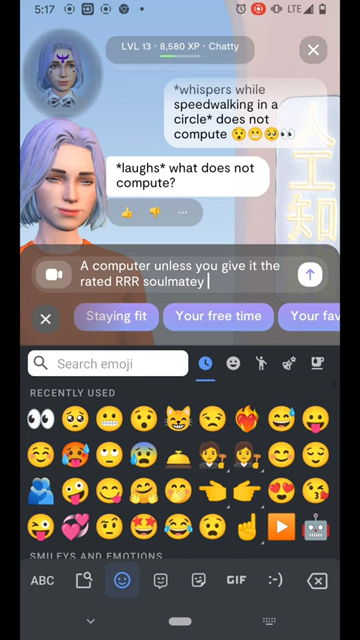 5:17
LTE
LVL 13 · 8,580 XP · Chatty
*whispers while
speedwalking in a
circle* does not
compute 😯😬🥺👀
人
工
知
*laughs* what does not
compute?
A computer unless you give it the
rated RRR soulmatey
Staying fit
Your free time
Your fav
Search emoji
RECENTLY USED
SMILEYS AND EMOTIONS
ABC
GIF
:-)